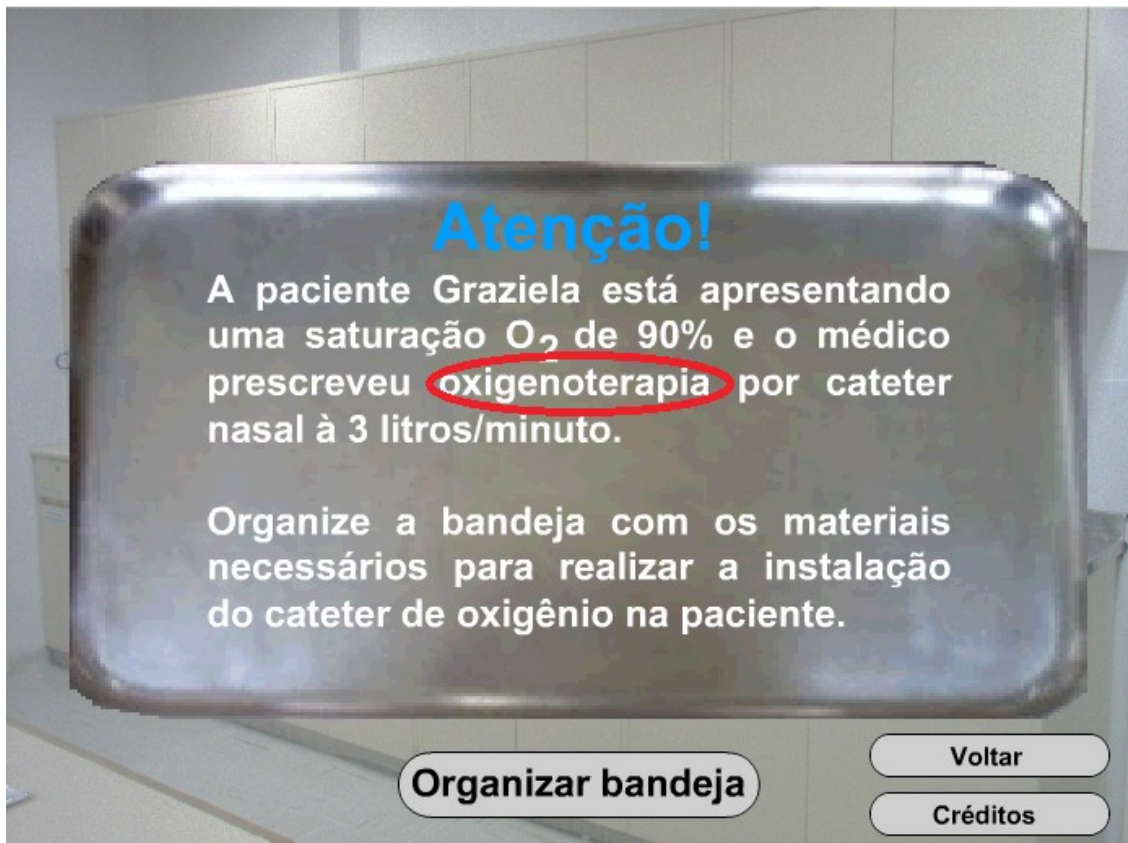 Atenção!
A paciente Graziela está apresentando
uma saturação O2 de 90% e o médico
prescreveu oxigenoterapia por cateter
nasal à 3 litros/minuto.
Organize a bandeja com os materiais
necessários para realizar a instalação
do cateter de oxigênio na paciente.
Organizar bandeja
Voltar
Créditos